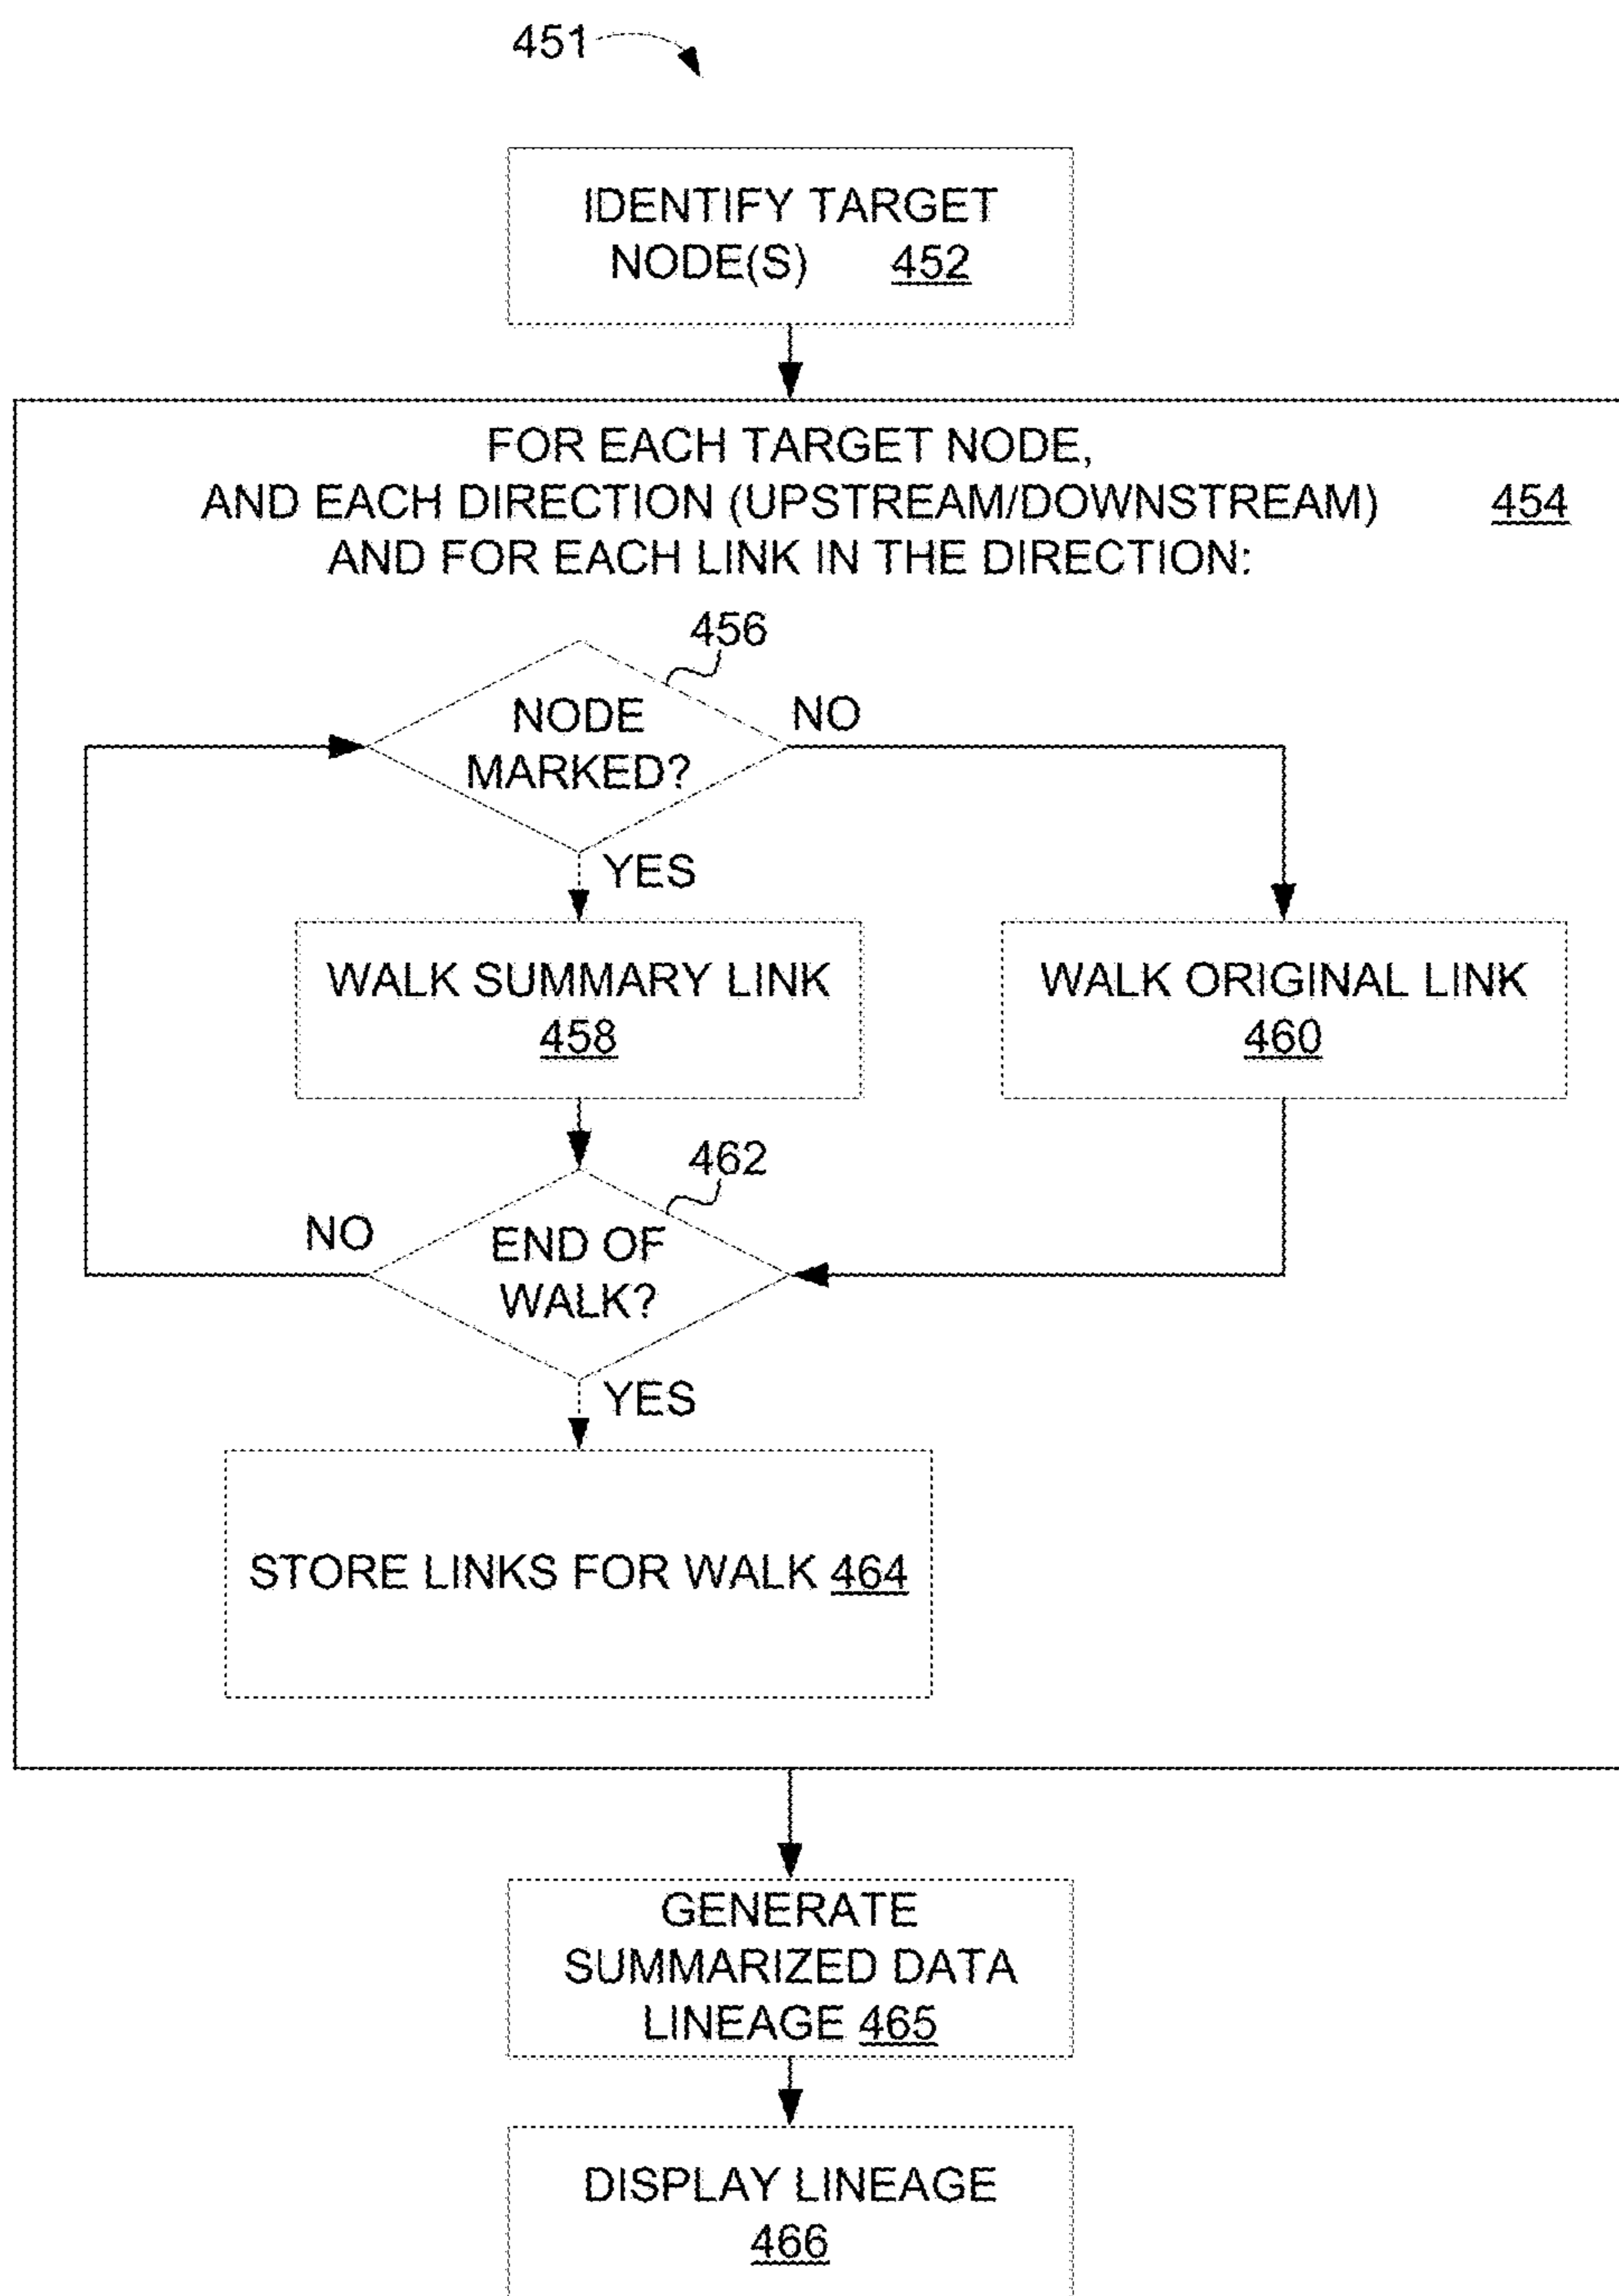 451
IDENTIFY TARGET
NODE(S) 452
FOR EACH TARGET NODE,
AND EACH DIRECTION (UPSTREAM/DOWNSTREAM) 454
AND FOR EACH LINK IN THE DIRECTION:
456
NODE
MARKED?
NO
YES
WALK SUMMARY LINK
458
WALK ORIGINAL LINK
460
462
NO
END OF
WALK?
YES
STORE LINKS FOR WALK 464
GENERATE
SUMMARIZED DATA
LINEAGE 465
DISPLAY LINEAGE
466